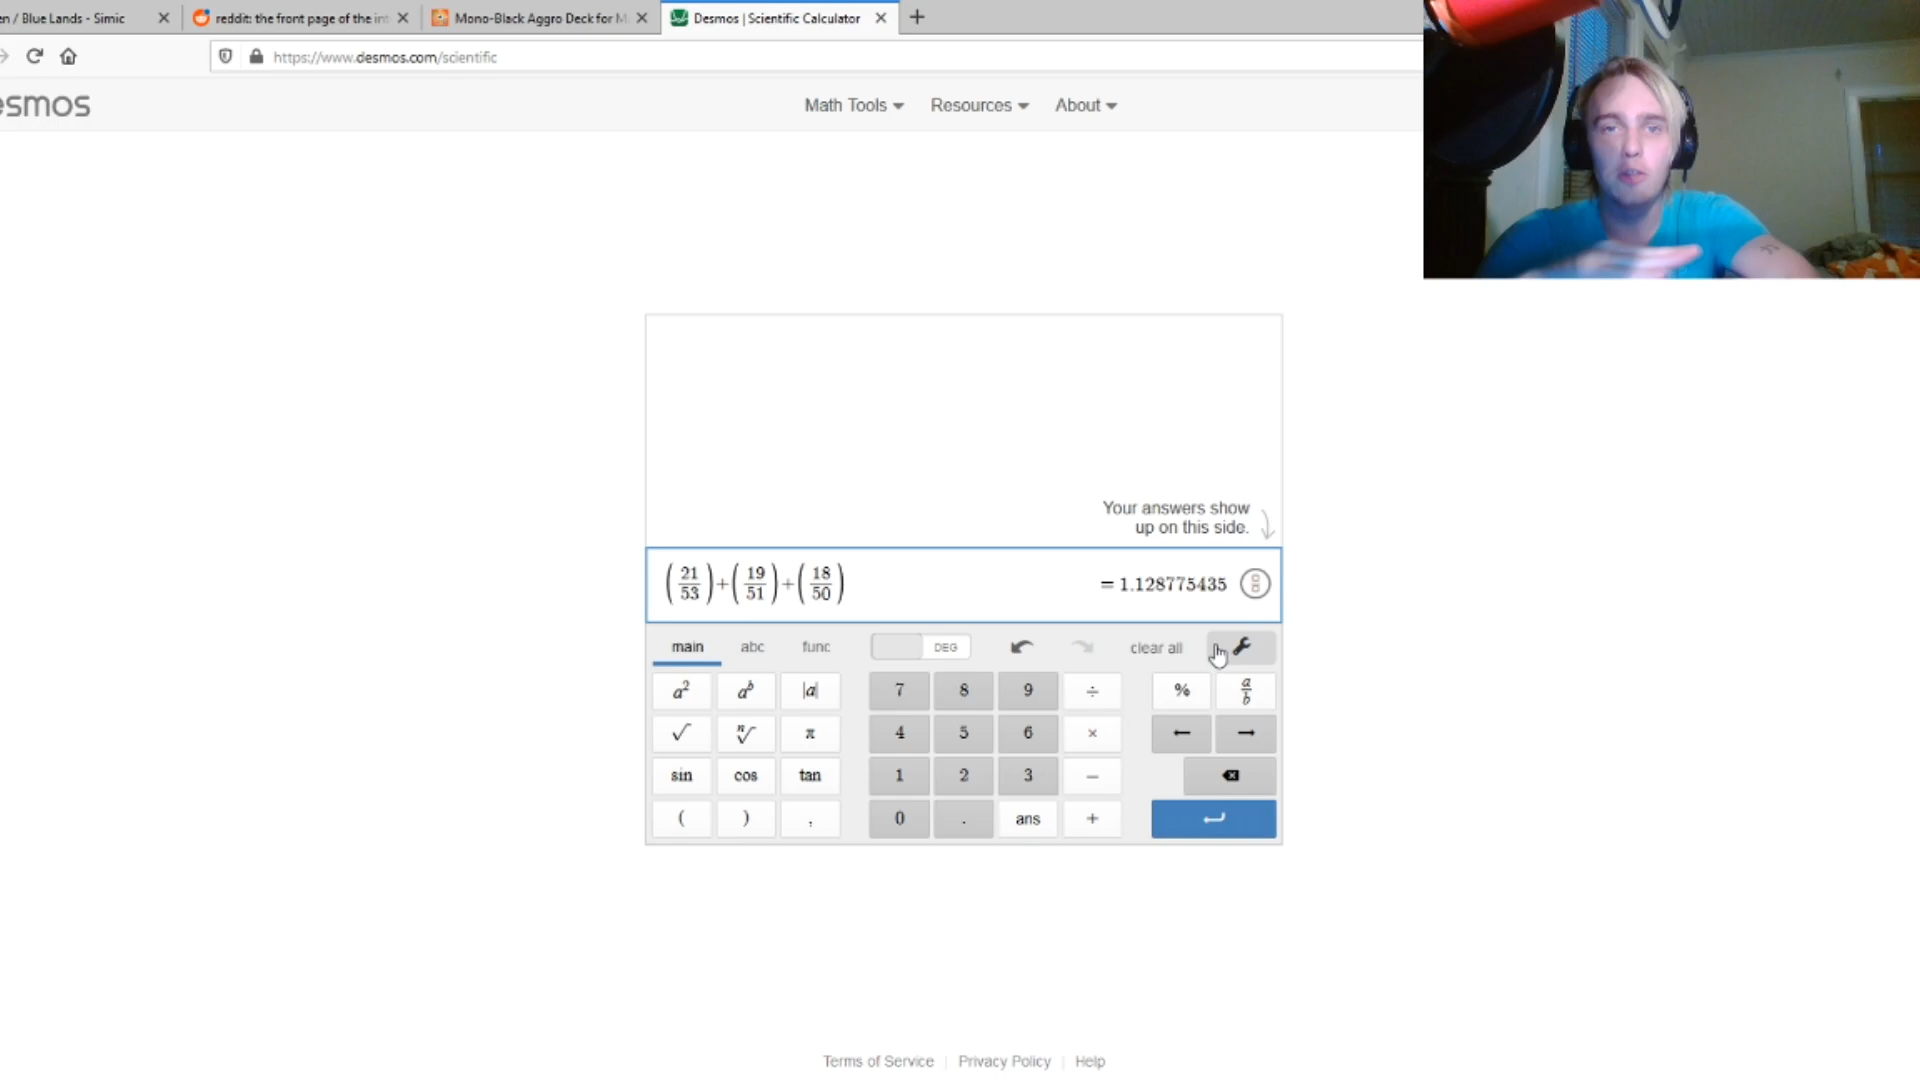 en / Blue Lands - Simic
reddit: the front page of the int
Mono-Black Aggro Deck for M
Desmos | Scientific Calculator
https://www.desmos.com/scientific
esmos
Math Tools
Resources
About
Your answers show
up on this side.
(21/53)+(19/51)+(18/50)
= 1.128775435
main abc func DEG clear all
a² aᵇ |a| 7 8 9 ÷ % a/b
√ ⁿ√ π 4 5 6 × ← →
sin cos tan 1 2 3 −
( ) , 0 . ans +
Terms of Service | Privacy Policy | Help